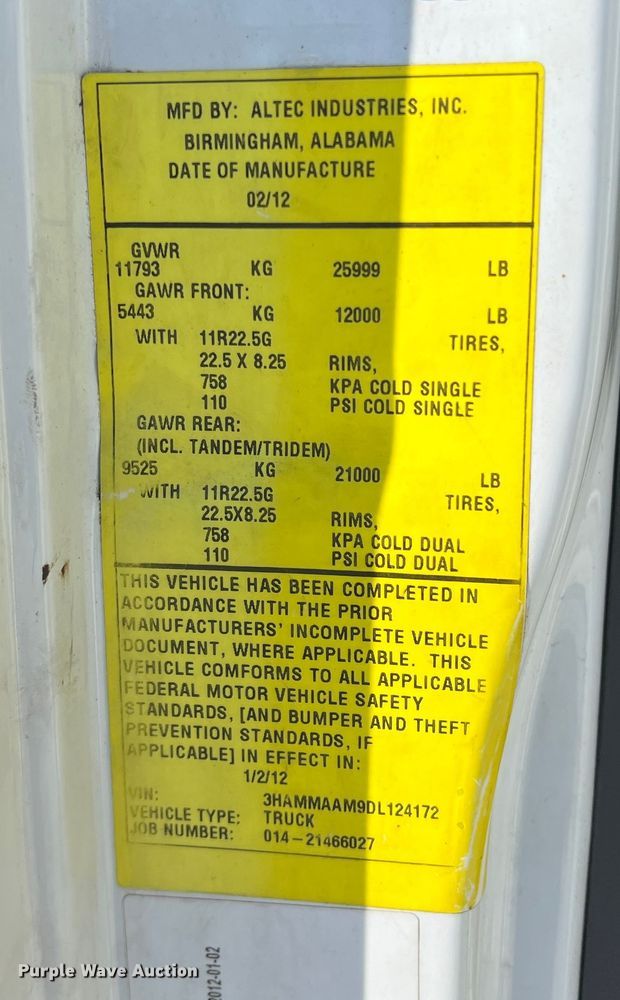 MFD BY: ALTEC INDUSTRIES, INC.
BIRMINGHAM, ALABAMA
DATE OF MANUFACTURE
02/12
GVWR
11793 KG 25999 LB
GAWR FRONT:
5443 KG 12000 LB
WITH 11R22.5G TIRES,
22.5 X 8.25 RIMS,
758 KPA COLD SINGLE
110 PSI COLD SINGLE
GAWR REAR:
(INCL. TANDEM/TRIDEM)
9525 KG 21000 LB
WITH 11R22.5G TIRES,
22.5X8.25 RIMS,
758 KPA COLD DUAL
110 PSI COLD DUAL
THIS VEHICLE HAS BEEN COMPLETED IN
ACCORDANCE WITH THE PRIOR
MANUFACTURERS' INCOMPLETE VEHICLE
DOCUMENT, WHERE APPLICABLE. THIS
VEHICLE COMFORMS TO ALL APPLICABLE
FEDERAL MOTOR VEHICLE SAFETY
STANDARDS, [AND BUMPER AND THEFT
PREVENTION STANDARDS, IF
APPLICABLE] IN EFFECT IN:
1/2/12
VIN: 3HAMMAAM9DL124172
VEHICLE TYPE: TRUCK
JOB NUMBER: 014-21466027
2012-01-02
Purple Wave Auction